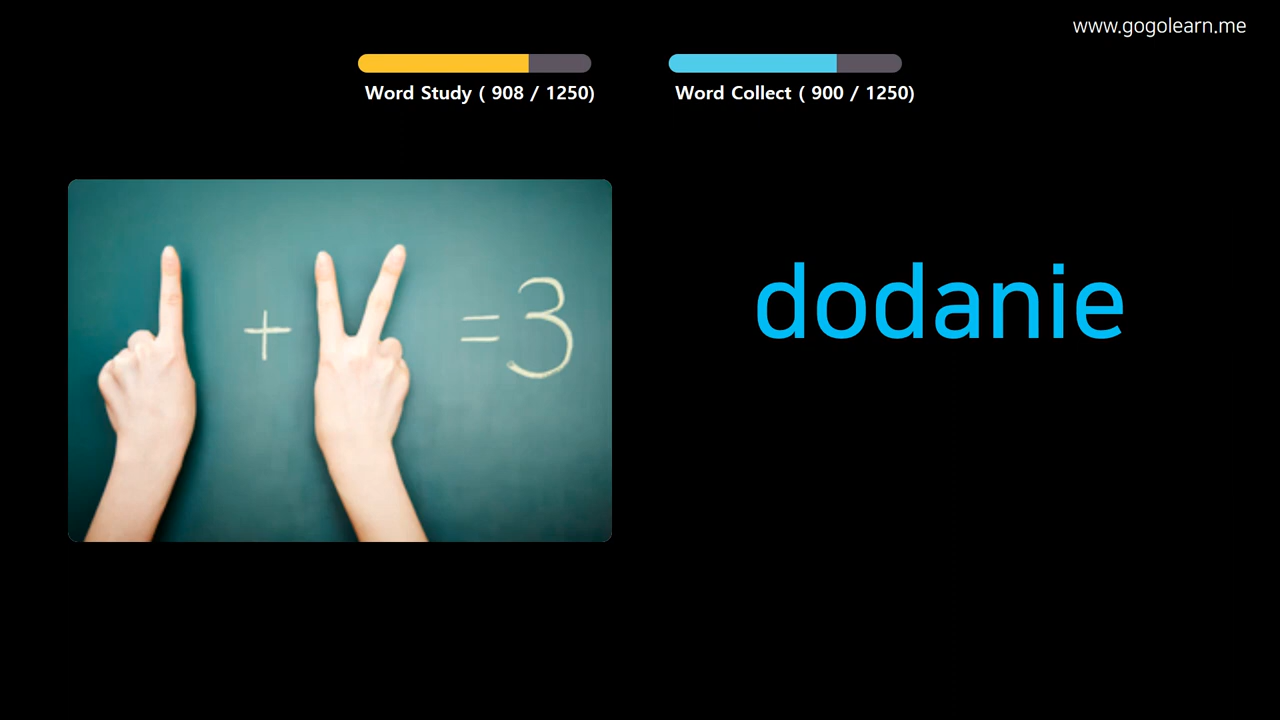 www.gogolearn.me
Word Study ( 908 / 1250)
Word Collect ( 900 / 1250)
+ = 3
dodanie